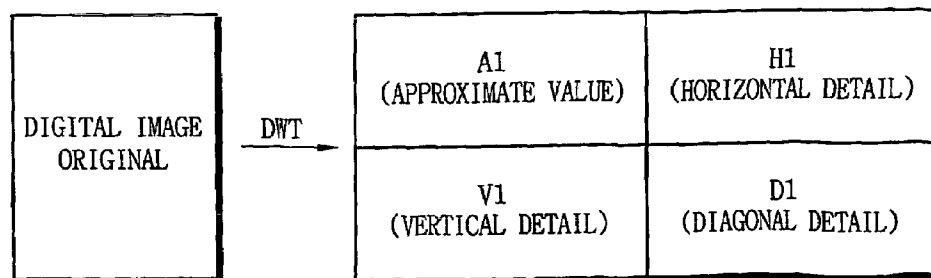 DIGITAL IMAGE
ORIGINAL
DWT
A1
(APPROXIMATE VALUE)
H1
(HORIZONTAL DETAIL)
V1
(VERTICAL DETAIL)
D1
(DIAGONAL DETAIL)